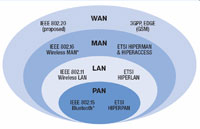 WAN
IEEE 802.20
(proposed)
3GPP, EDGE
(GSM)
MAN
IEEE 802.16
Wireless MAN*
ETSI HIPERMAN
& HIPERACCESS
LAN
IEEE 802.11
Wireless LAN
ETSI
HIPERLAN
PAN
IEEE 802.15
Bluetooth*
ETSI
HIPERPAN